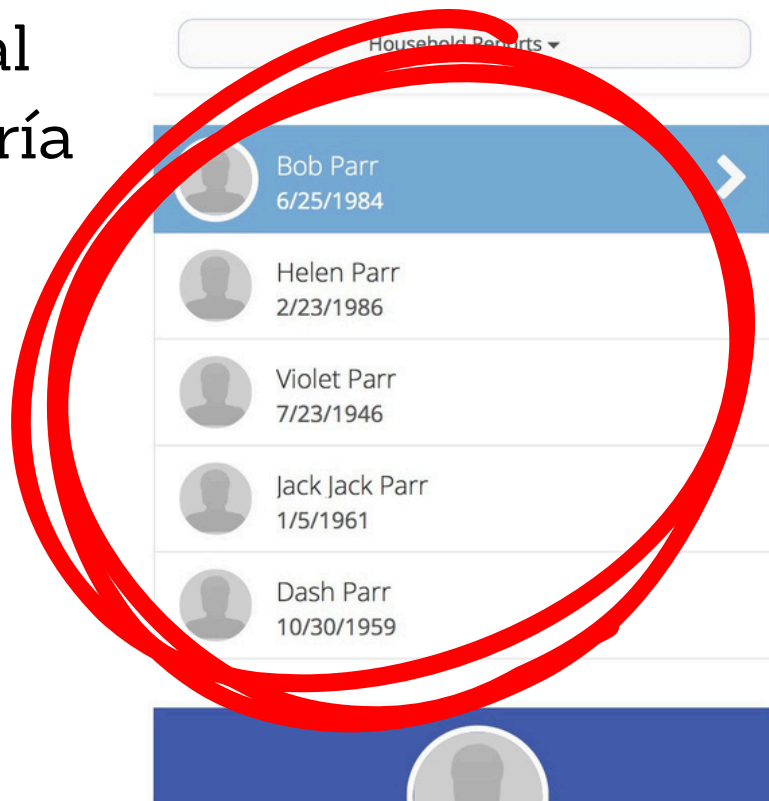 al
ría
Household Reports
Bob Parr
6/25/1984
Helen Parr
2/23/1986
Violet Parr
7/23/1946
Jack Jack Parr
1/5/1961
Dash Parr
10/30/1959